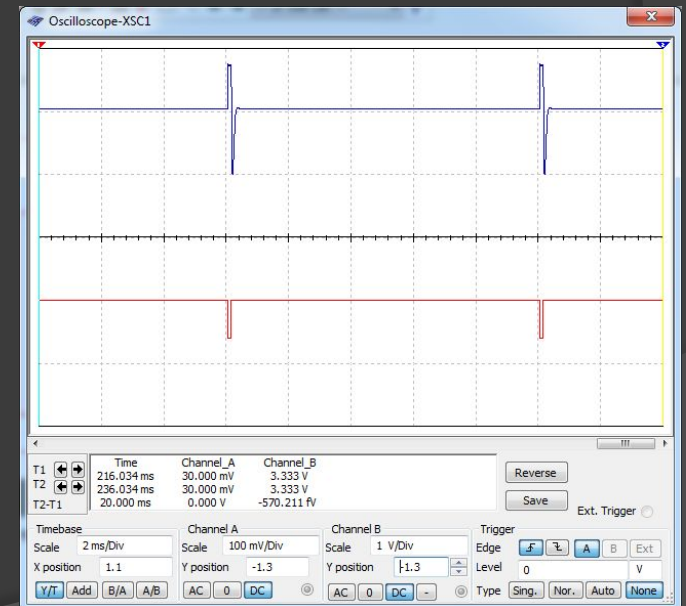 Oscilloscope-XSC1
Time Channel_A Channel_B
T1 216.034 ms 30.000 mV 3.333 V
T2 236.034 ms 30.000 mV 3.333 V
T2-T1 20.000 ms 0.000 V -570.211 fV
Reverse
Save
Ext. Trigger
Timebase Channel A Channel B Trigger
Scale 2 ms/Div Scale 100 mV/Div Scale 1 V/Div Edge A B Ext
X position 1.1 Y position -1.3 Y position -1.3 Level 0 V
Y/T Add B/A A/B AC 0 DC AC 0 DC - Type Sing. Nor. Auto None